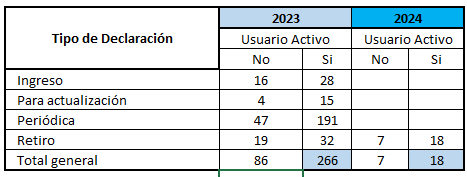 Tipo de Declaración 2023 2024
Usuario Activo Usuario Activo
No Si No Si
Ingreso 16 28
Para actualización 4 15
Periódica 47 191
Retiro 19 32 7 18
Total general 86 266 7 18